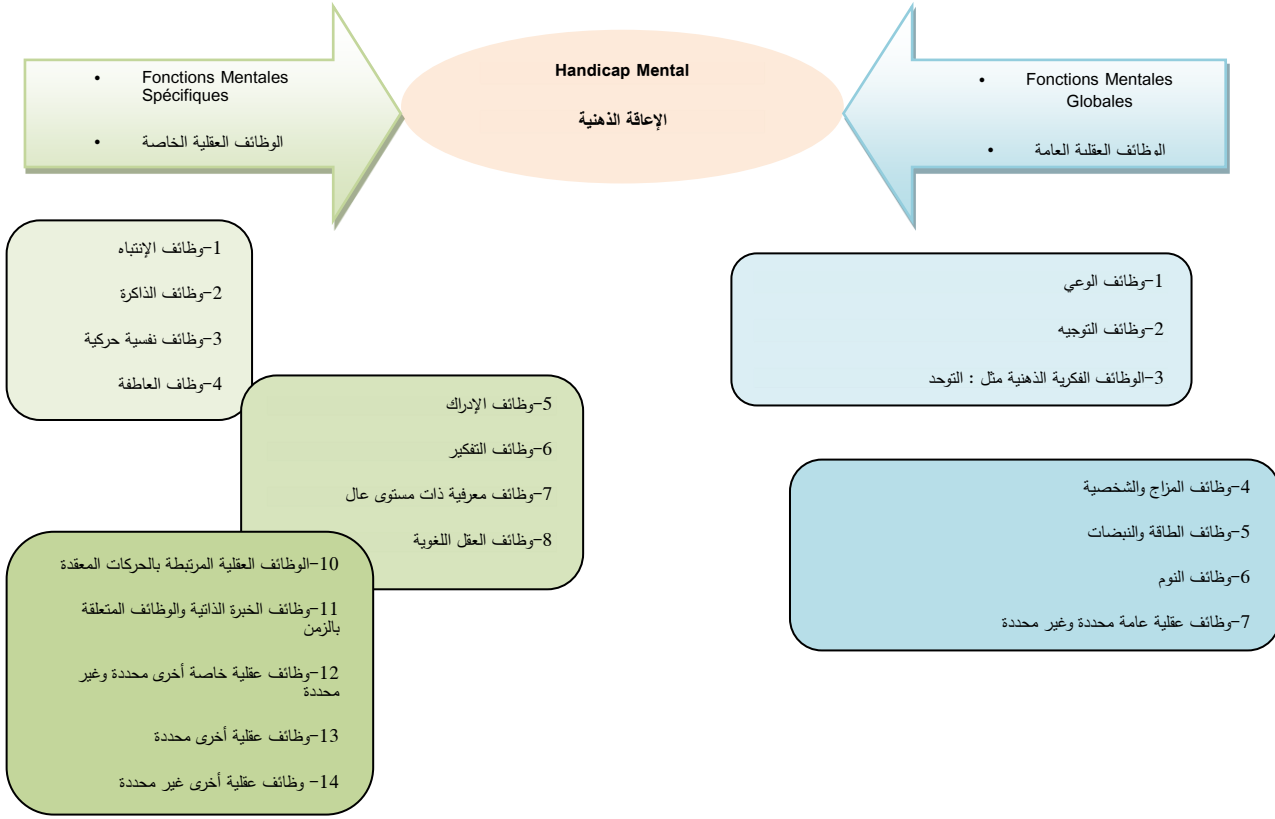 Fonctions Mentales
Spécifiques
الوظائف العقلية الخاصة
Handicap Mental
الإعاقة الذهنية
Fonctions Mentales
Globales
الوظائف العقلية العامة
1-وظائف الإنتباه
2-وظائف الذاكرة
3-وظائف نفسية حركية
4-وظاف العاطفة
5-وظائف الإدراك
6-وظائف التفكير
7-وظائف معرفية ذات مستوى عال
8-وظائف العقل اللغوية
10-الوظائف العقلية المرتبطة بالحركات المعقدة
11-وظائف الخبرة الذاتية والوظائف المتعلقة
بالزمن
12-وظائف عقلية خاصة أخرى محددة وغير
محددة
13-وظائف عقلية أخرى محددة
14- وظائف عقلية أخرى غير محددة
1-وظائف الوعي
2-وظائف التوجيه
3-الوظائف الفكرية الذهنية مثل : التوحد
4-وظائف المزاج والشخصية
5-وظائف الطاقة والنبضات
6-وظائف النوم
7-وظائف عقلية عامة محددة وغير محددة